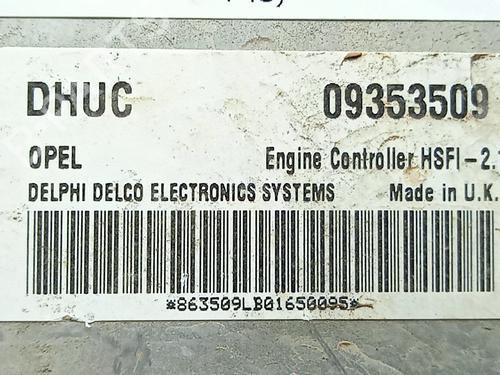 DHUC 09353509
OPEL Engine Controller HSFI-2.
DELPHI DELCO ELECTRONICS SYSTEMS Made in U.K.
*863509LB01650095*